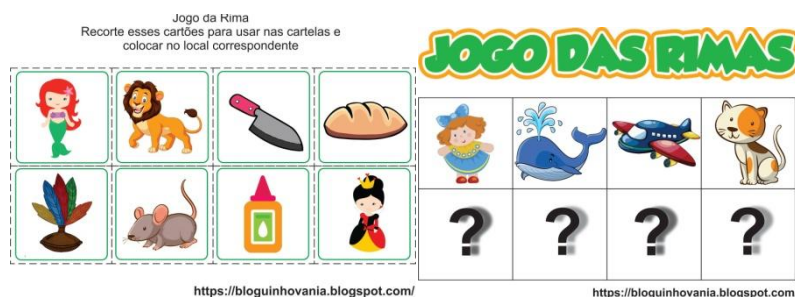 Jogo da Rima
Recorte esses cartões para usar nas cartelas e
colocar no local correspondente
https://bloguinhovania.blogspot.com/
JOGO DAS RIMAS
? ? ? ?
https://bloguinhovania.blogspot.com